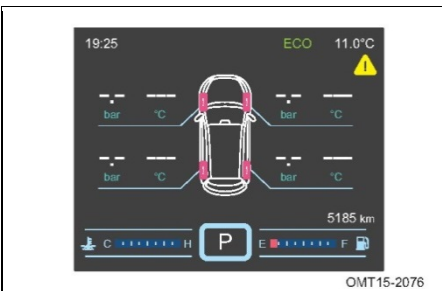 19:25 ECO 11.0°C
-.- --- -.- ---
bar °C bar °C
-.- --- -.- ---
bar °C bar °C
5185 km
C H P E F
OMT15-2076